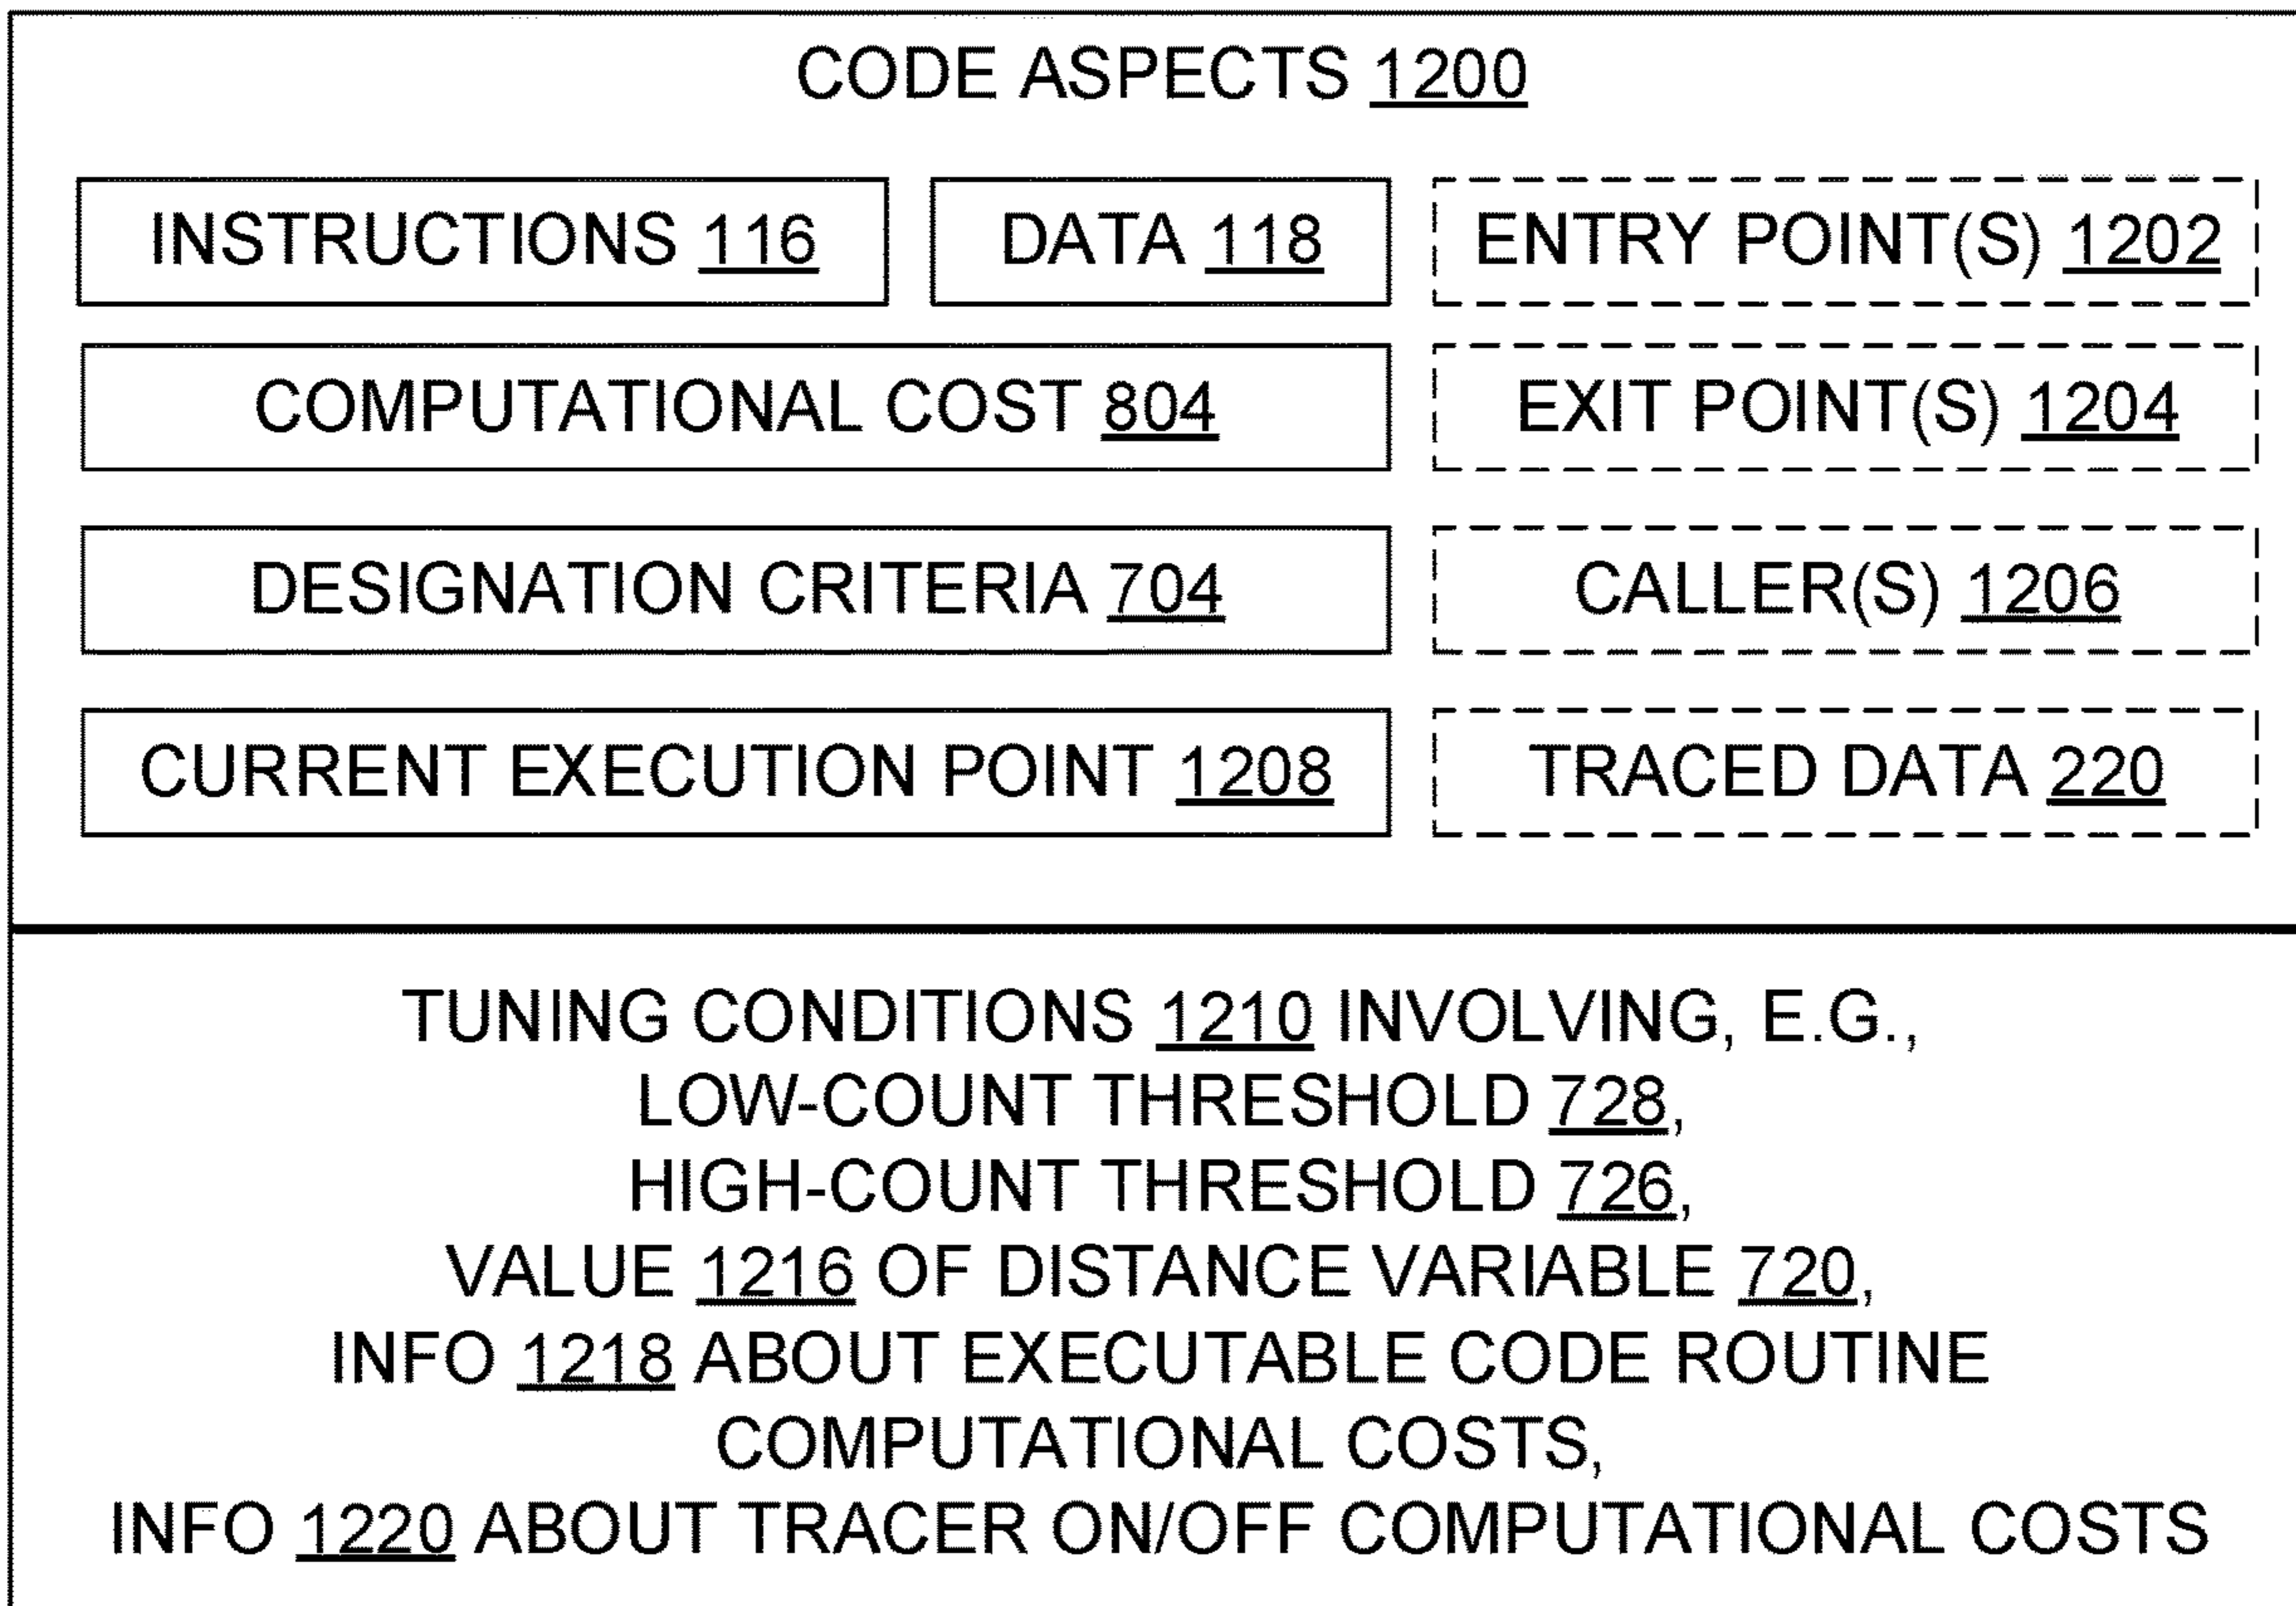 CODE ASPECTS 1200
INSTRUCTIONS 116
DATA 118
ENTRY POINT(S) 1202
COMPUTATIONAL COST 804
EXIT POINT(S) 1204
DESIGNATION CRITERIA 704
CALLER(S) 1206
CURRENT EXECUTION POINT 1208
TRACED DATA 220
TUNING CONDITIONS 1210 INVOLVING, E.G.,
LOW-COUNT THRESHOLD 728,
HIGH-COUNT THRESHOLD 726,
VALUE 1216 OF DISTANCE VARIABLE 720,
INFO 1218 ABOUT EXECUTABLE CODE ROUTINE
COMPUTATIONAL COSTS,
INFO 1220 ABOUT TRACER ON/OFF COMPUTATIONAL COSTS